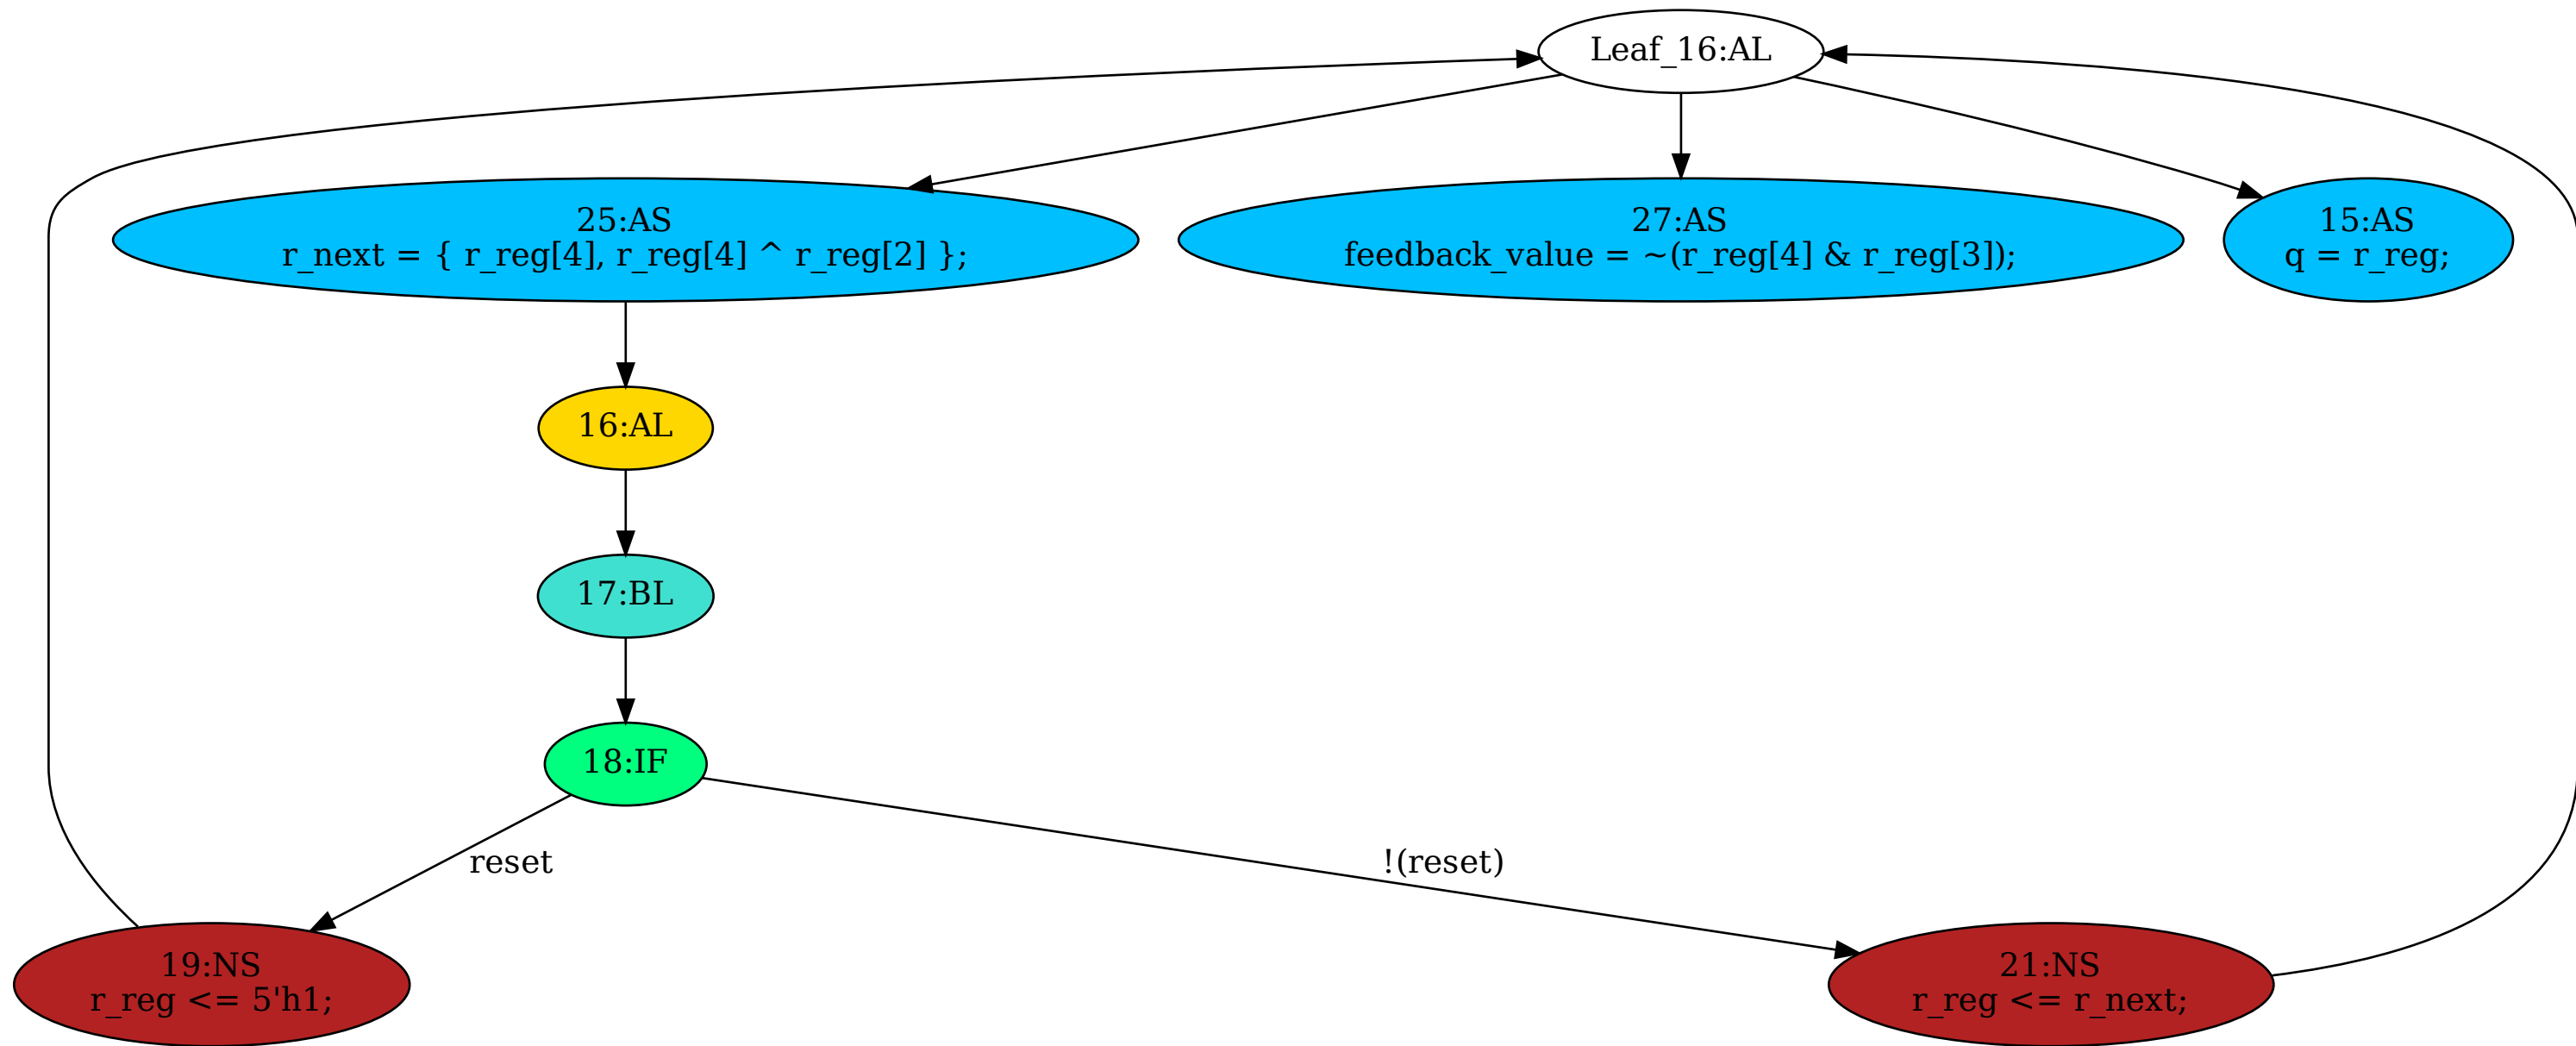 Leaf_16:AL
25:AS
r_next = { r_reg[4], r_reg[4] ^ r_reg[2] };
27:AS
feedback_value = ~(r_reg[4] & r_reg[3]);
15:AS
q = r_reg;
16:AL
17:BL
18:IF
reset
!(reset)
19:NS
r_reg <= 5'h1;
21:NS
r_reg <= r_next;